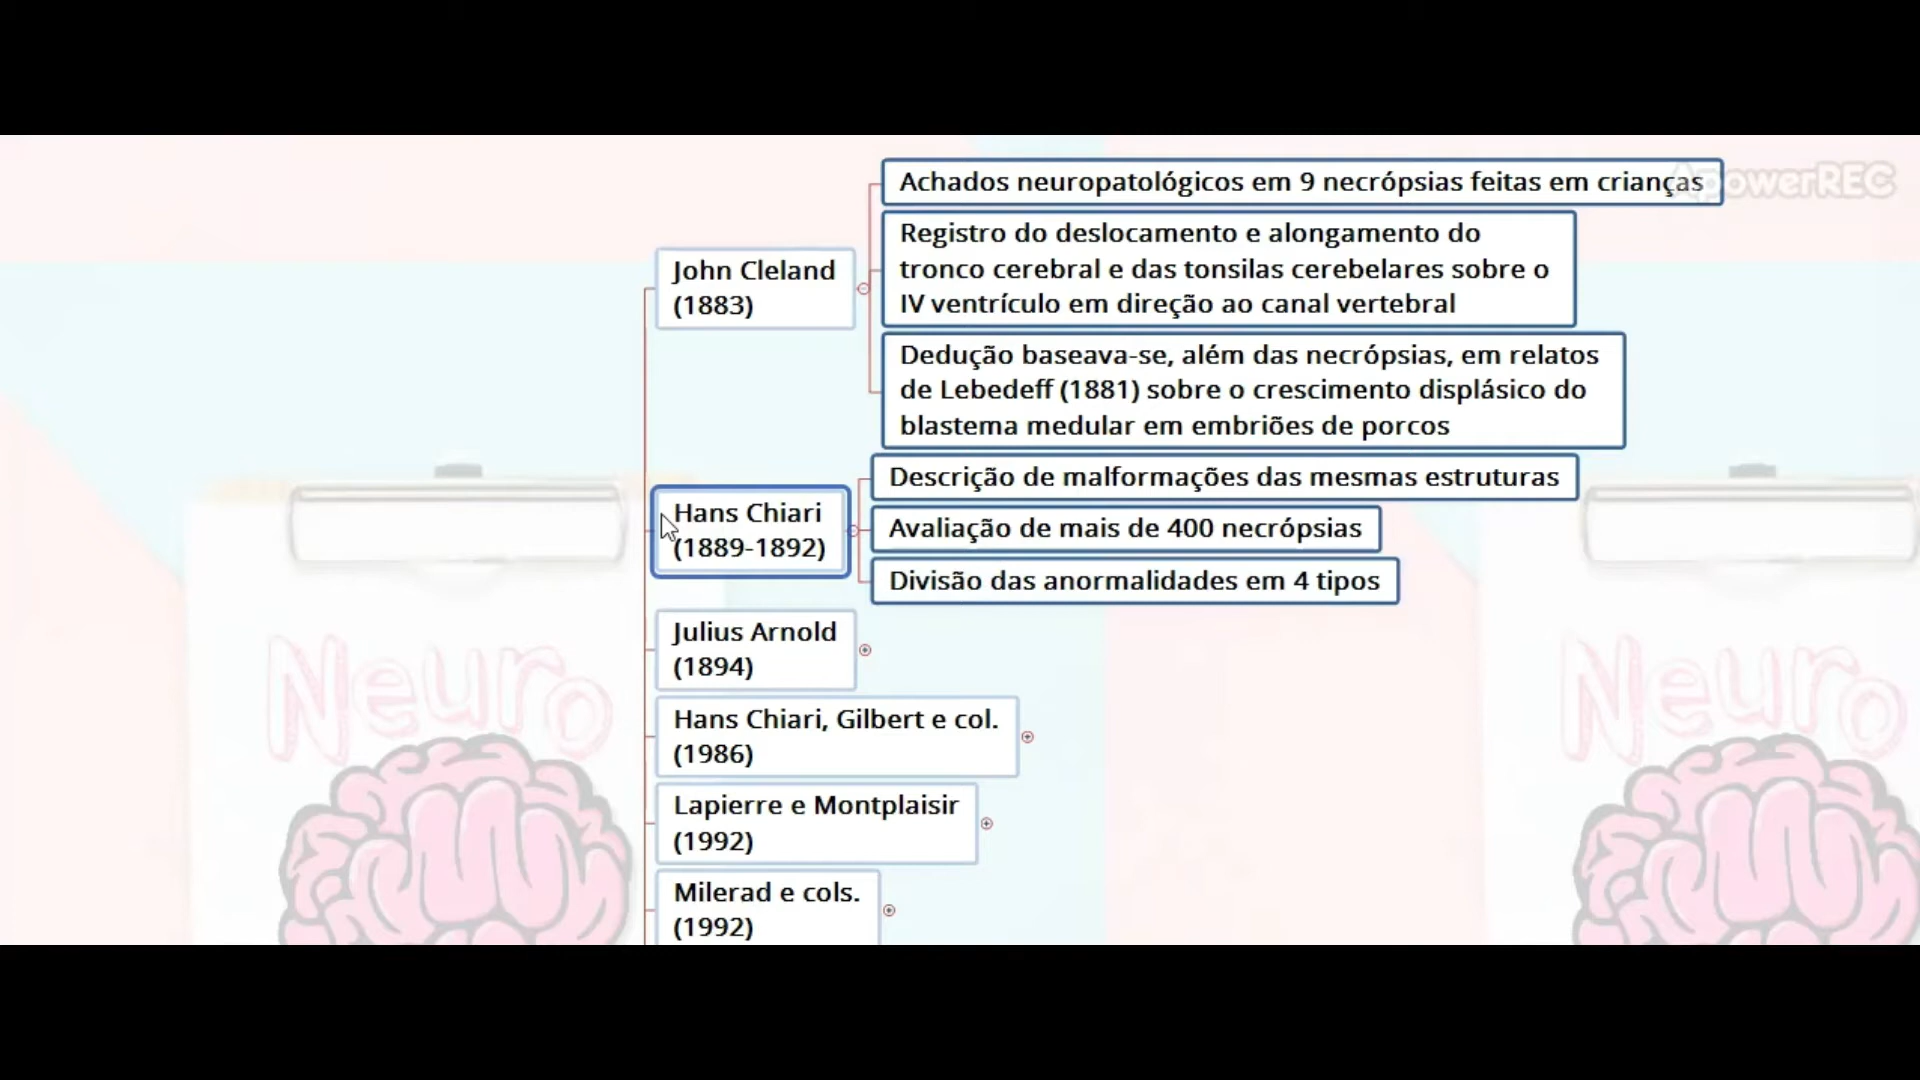 ApowerREC
Achados neuropatológicos em 9 necrópsias feitas em crianças
Registro do deslocamento e alongamento do
tronco cerebral e das tonsilas cerebelares sobre o
IV ventrículo em direção ao canal vertebral
John Cleland
(1883)
Dedução baseava-se, além das necrópsias, em relatos
de Lebedeff (1881) sobre o crescimento displásico do
blastema medular em embriões de porcos
Descrição de malformações das mesmas estruturas
Hans Chiari
(1889-1892)
Avaliação de mais de 400 necrópsias
Divisão das anormalidades em 4 tipos
Julius Arnold
(1894)
Hans Chiari, Gilbert e col.
(1986)
Lapierre e Montplaisir
(1992)
Milerad e cols.
(1992)
Neuro
Neuro